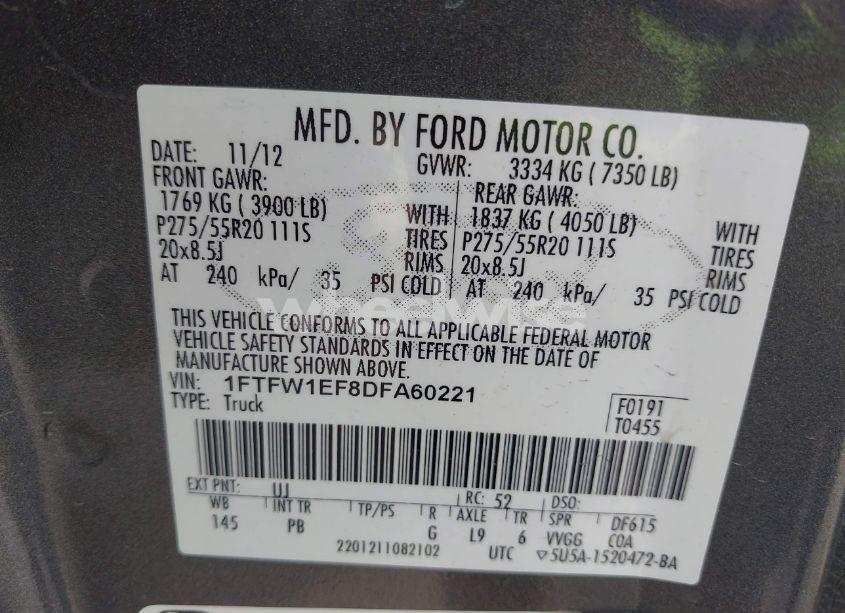 MFD. BY FORD MOTOR CO.
DATE: 11/12 GVWR: 3334 KG ( 7350 LB)
FRONT GAWR: REAR GAWR:
1769 KG ( 3900 LB) WITH 1837 KG ( 4050 LB) WITH
P275/55R20 111S TIRES P275/55R20 111S TIRES
20x8.5J RIMS 20x8.5J RIMS
AT 240 kPa/ 35 PSI COLD AT 240 kPa/ 35 PSI COLD
wheelwise
THIS VEHICLE CONFORMS TO ALL APPLICABLE FEDERAL MOTOR
VEHICLE SAFETY STANDARDS IN EFFECT ON THE DATE OF
MANUFACTURE SHOWN ABOVE.
VIN: 1FTFW1EF8DFA60221
TYPE: Truck F0191
T0455
EXT PNT: UJ RC: 52 DSO:
WB INT TR TP/PS R AXLE TR SPR DF615
145 PB G L9 6 VVGG COA
2201211082102 UTC ▽5U5A-1520472-BA